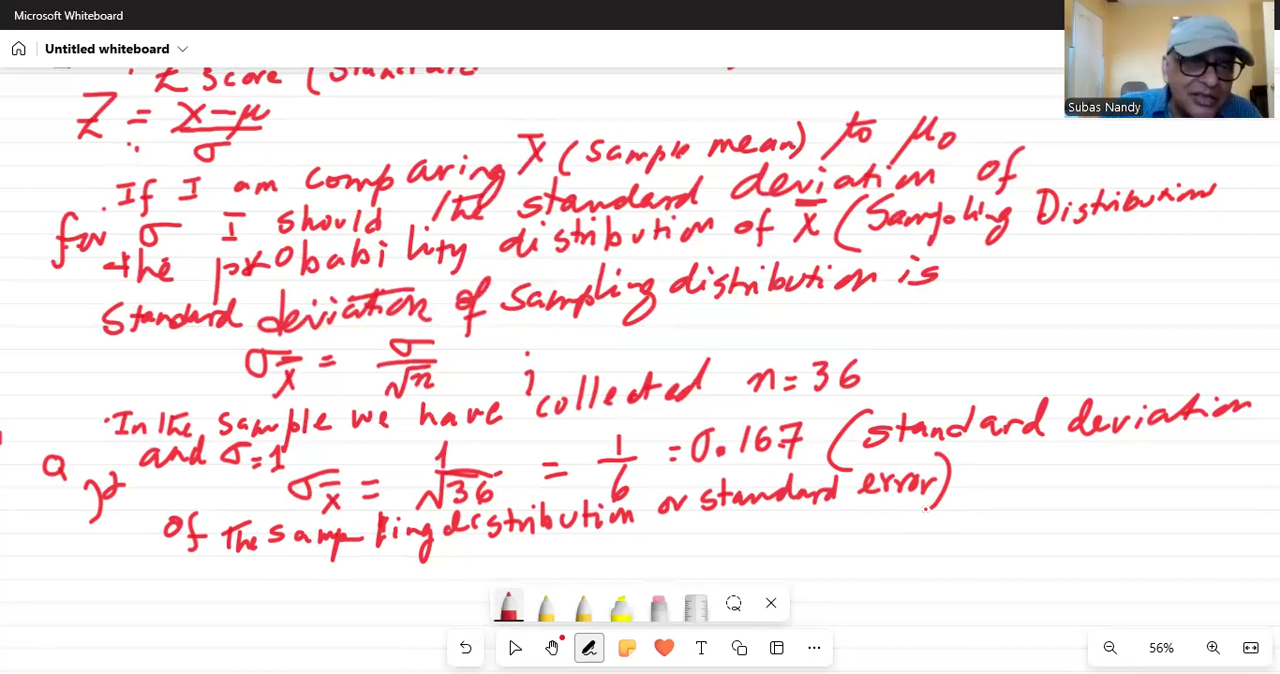 Microsoft Whiteboard
Untitled whiteboard
Subas Nandy
Z score (Standard
Z = x-μ / σ
If I am comparing X̄ (sample mean) to μ0
for σ I should the standard deviation of
the probability distribution of X̄ (Sampling Distribution
Standard deviation of sampling distribution is
σx̄ = σ/√n
In the sample we have collected n = 36
and σ=1
σx̄ = 1/√36 = 1/6 = 0.167 (standard deviation
of the sampling distribution or standard error)
56%